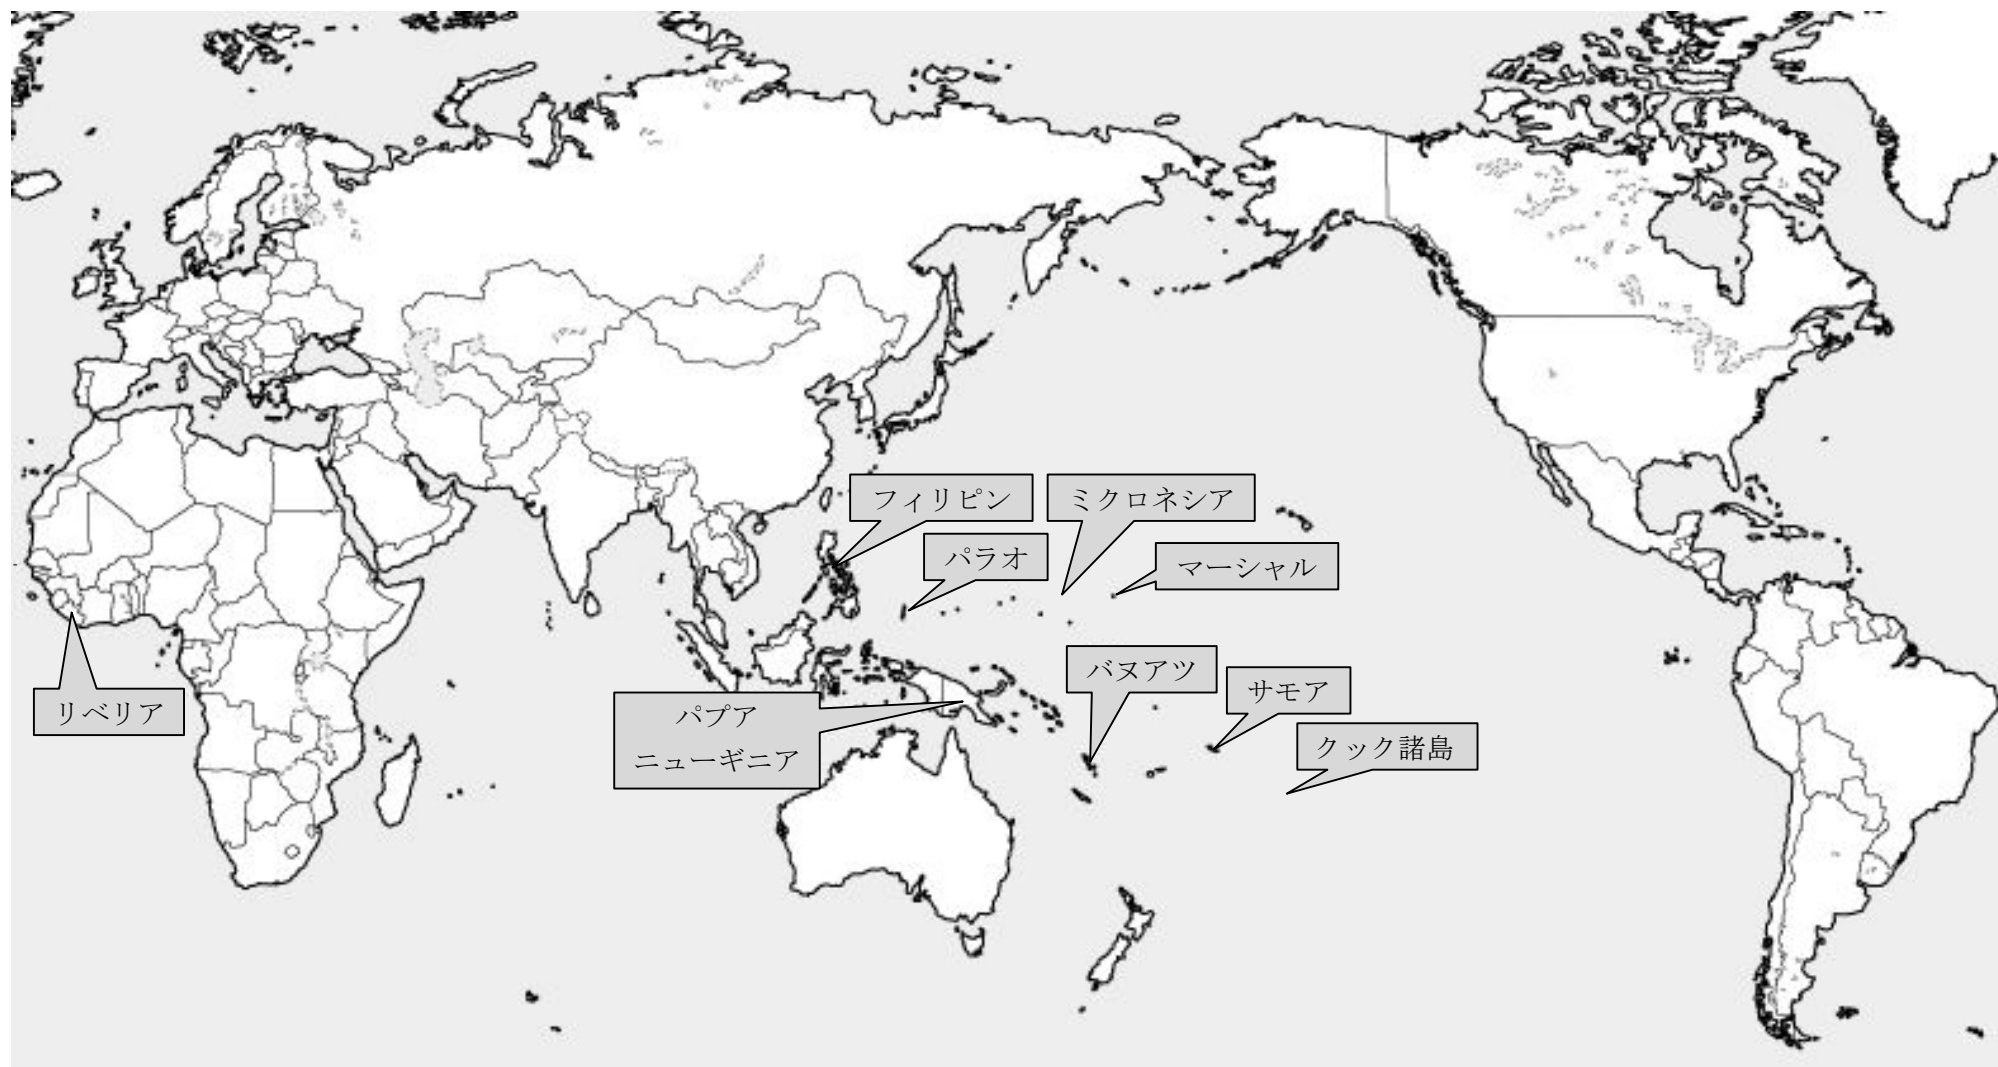 フィリピン
ミクロネシア
パラオ
マーシャル
バヌアツ
サモア
リベリア
パプア
ニューギニア
クック諸島